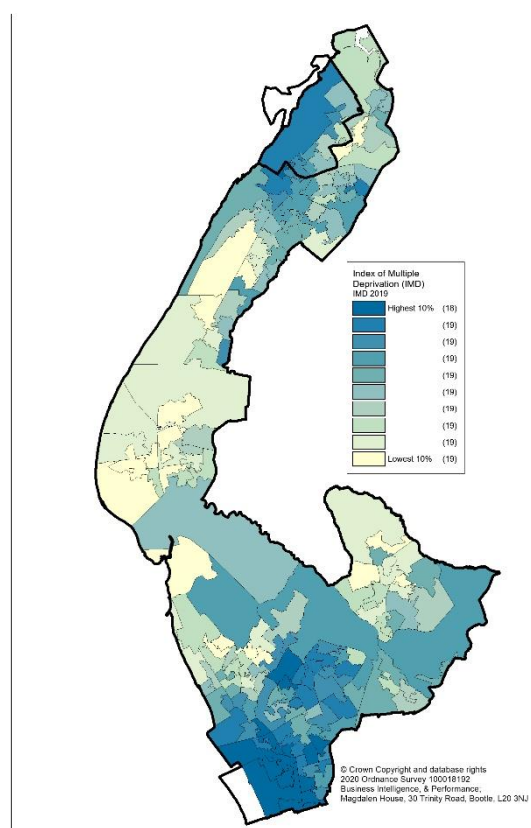 Index of Multiple
Deprivation (IMD)
IMD 2019
Highest 10% (18)
(19)
(19)
(19)
(19)
(19)
(19)
(19)
(19)
Lowest 10% (19)
© Crown Copyright and database rights
2020 Ordnance Survey 100018192
Business Intelligence, & Performance,
Magdalen House, 30 Trinity Road, Bootle, L20 3NJ